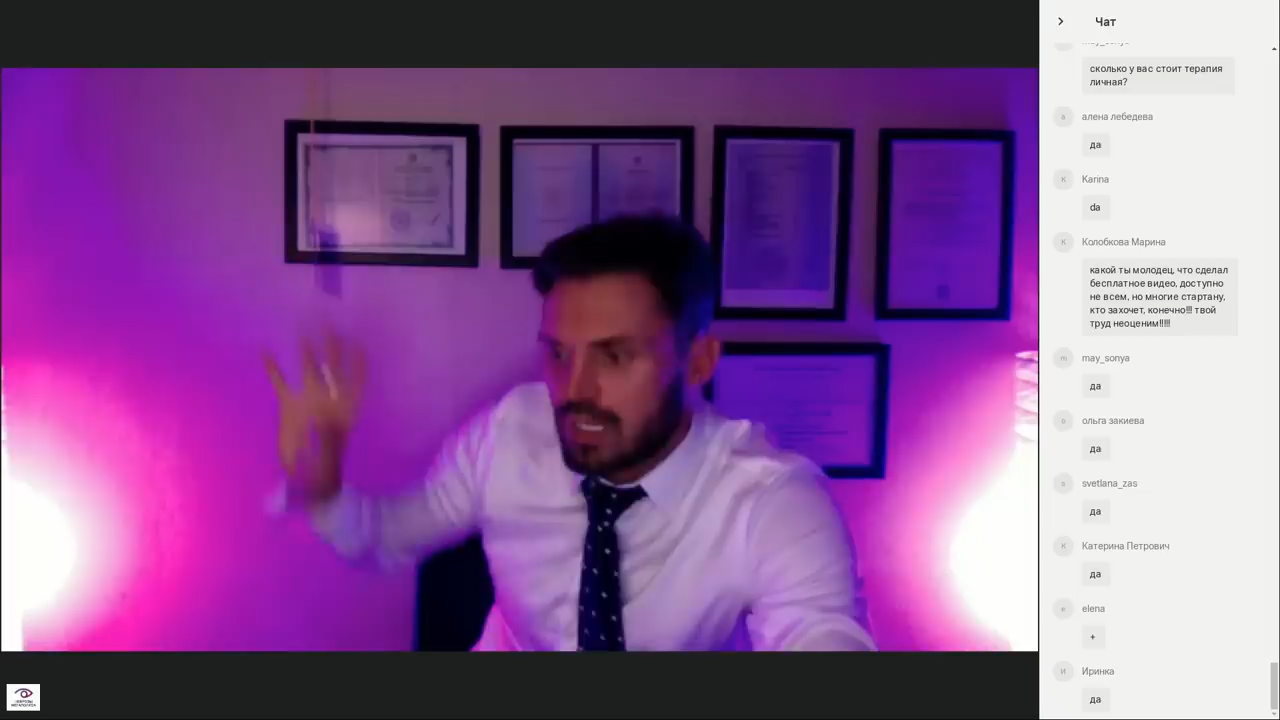 Чат
сколько у вас стоит терапия
личная?
а
алена лебедева
да
K
Karina
da
К
Колобкова Марина
какой ты молодец, что сделал
бесплатное видео, доступно
не всем, но многие стартану,
кто захочет, конечно!!! твой
труд неоценим!!!!!
m
may_sonya
да
о
ольга закиева
да
s
svetlana_zas
да
К
Катерина Петрович
да
e
elena
+
И
Иринка
да